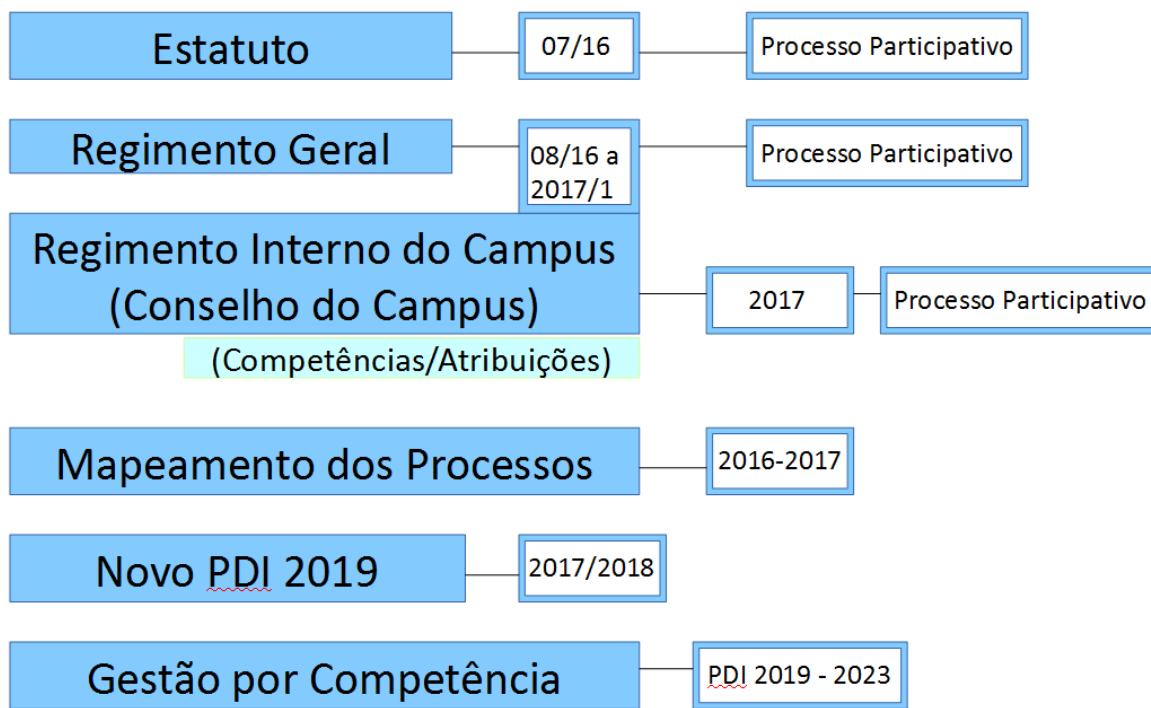 Estatuto
07/16
Processo Participativo
Regimento Geral
08/16 a
2017/1
Processo Participativo
Regimento Interno do Campus
(Conselho do Campus)
2017
Processo Participativo
(Competências/Atribuições)
Mapeamento dos Processos
2016-2017
Novo PDI 2019
2017/2018
Gestão por Competência
PDI 2019 - 2023